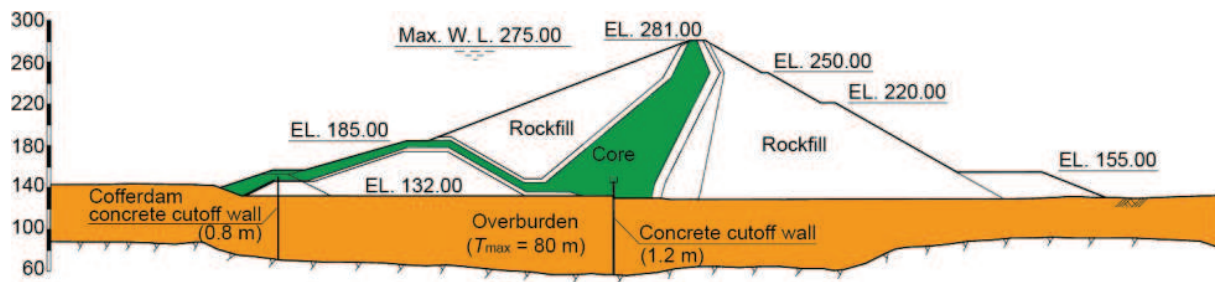 300
260
220
180
140
100
60
Max. W. L. 275.00
EL. 281.00
EL. 250.00
EL. 220.00
EL. 185.00
Rockfill
Core
Rockfill
EL. 155.00
EL. 132.00
Cofferdam
concrete cutoff wall
(0.8 m)
Overburden
(Tmax = 80 m)
Concrete cutoff wall
(1.2 m)